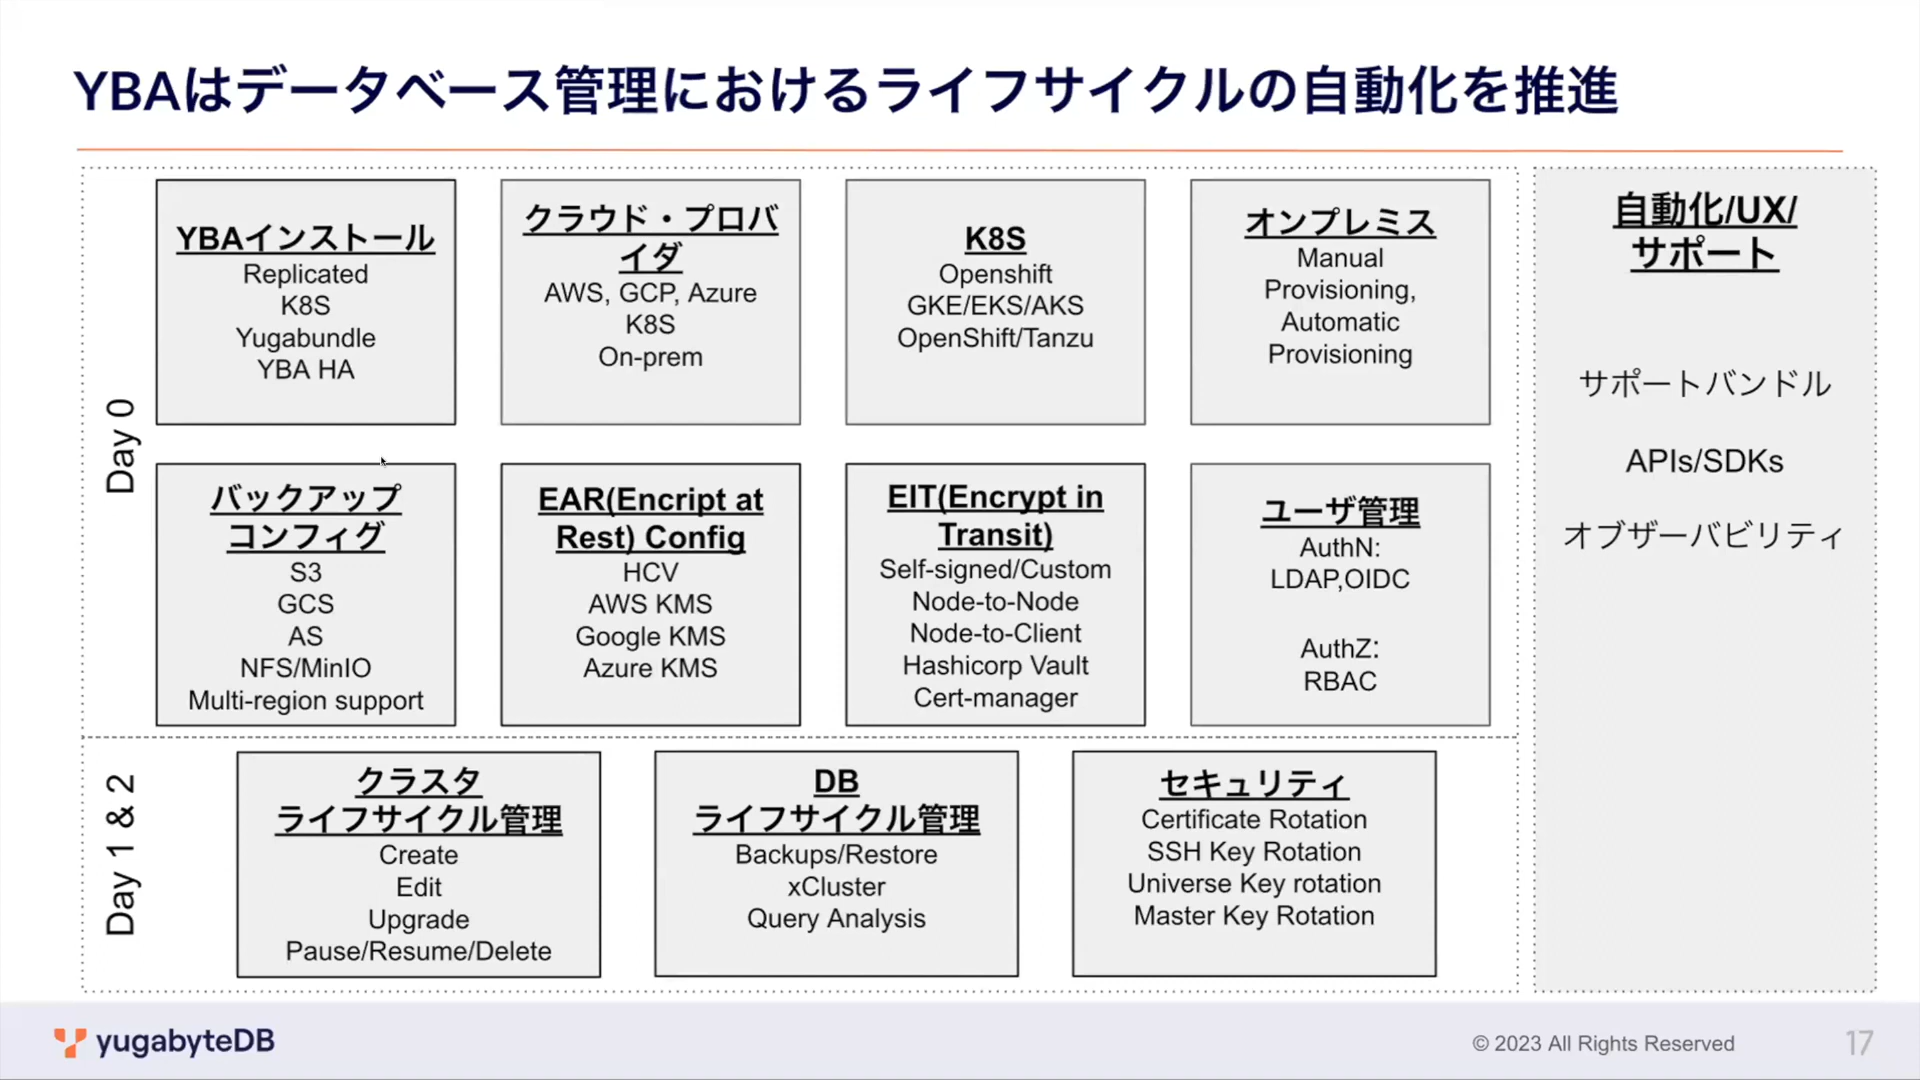 YBAはデータベース管理におけるライフサイクルの自動化を推進
Day 0
YBAインストール
Replicated
K8S
Yugabundle
YBA HA
クラウド・プロバ
イダ
AWS, GCP, Azure
K8S
On-prem
K8S
Openshift
GKE/EKS/AKS
OpenShift/Tanzu
オンプレミス
Manual
Provisioning,
Automatic
Provisioning
バックアップ
コンフィグ
S3
GCS
AS
NFS/MinIO
Multi-region support
EAR(Encript at
Rest) Config
HCV
AWS KMS
Google KMS
Azure KMS
EIT(Encrypt in
Transit)
Self-signed/Custom
Node-to-Node
Node-to-Client
Hashicorp Vault
Cert-manager
ユーザ管理
AuthN:
LDAP,OIDC
AuthZ:
RBAC
Day 1 & 2
クラスタ
ライフサイクル管理
Create
Edit
Upgrade
Pause/Resume/Delete
DB
ライフサイクル管理
Backups/Restore
xCluster
Query Analysis
セキュリティ
Certificate Rotation
SSH Key Rotation
Universe Key rotation
Master Key Rotation
自動化/UX/
サポート
サポートバンドル
APIs/SDKs
オブザーバビリティ
yugabyteDB
© 2023 All Rights Reserved
17